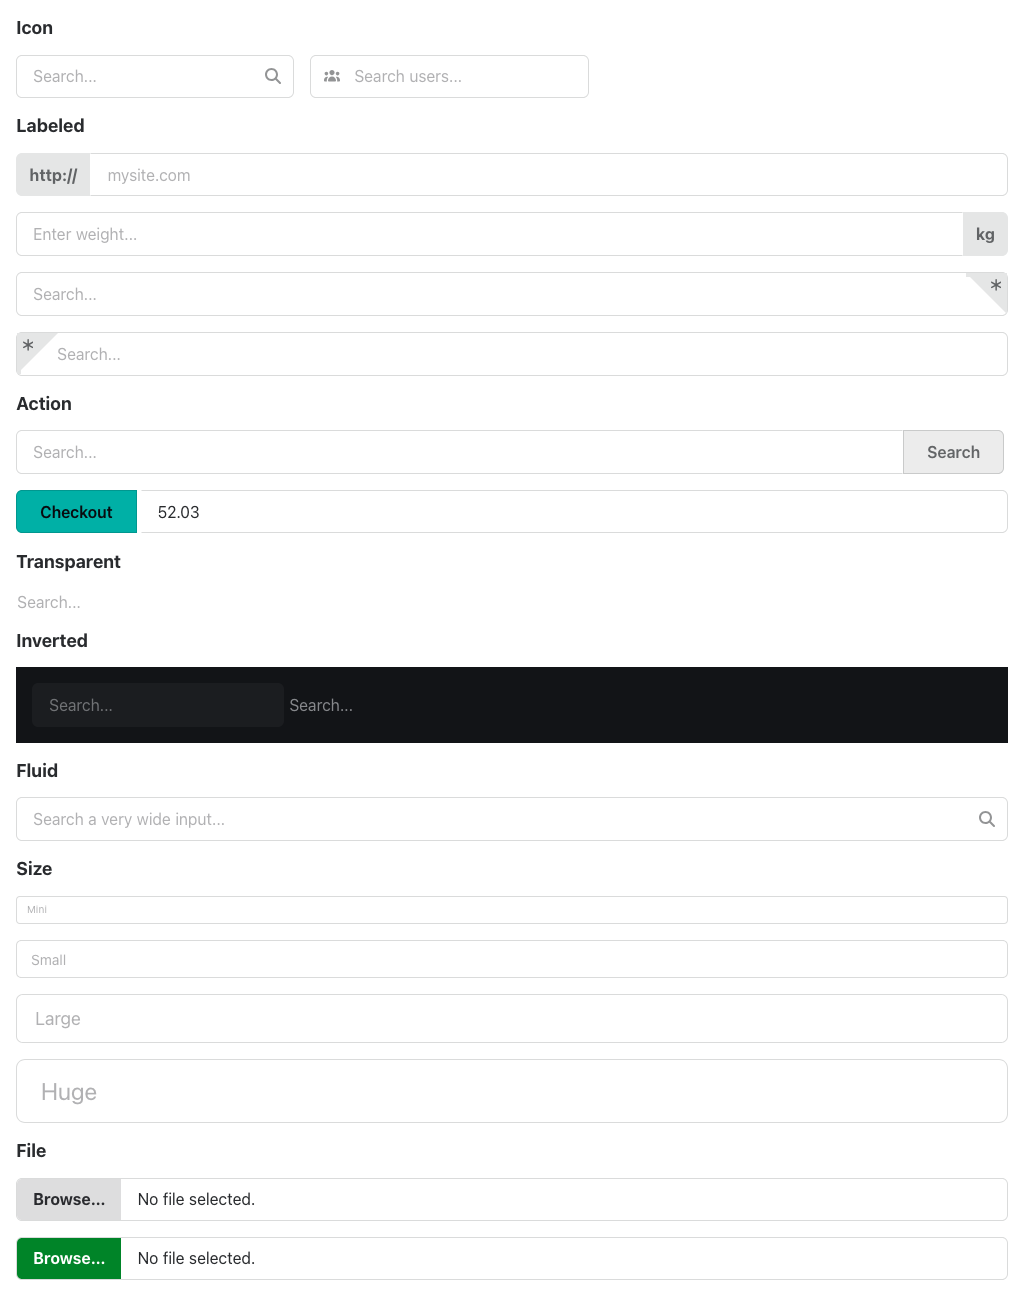 Icon
Search...
Search users...
Labeled
http:// mysite.com
Enter weight... kg
Search... *
* Search...
Action
Search... Search
Checkout 52.03
Transparent
Search...
Inverted
Search... Search...
Fluid
Search a very wide input...
Size
Mini
Small
Large
Huge
File
Browse... No file selected.
Browse... No file selected.